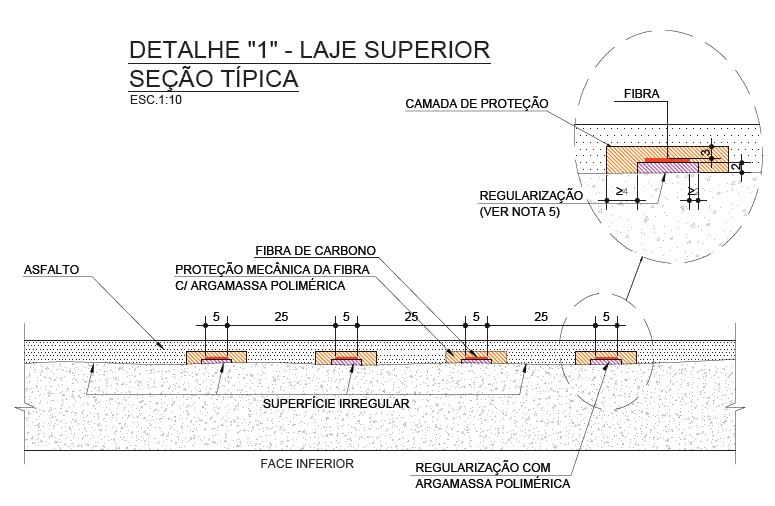 DETALHE "1" - LAJE SUPERIOR
SEÇÃO TÍPICA
ESC.1:10
CAMADA DE PROTEÇÃO
FIBRA
3
2
≥4
≥
REGULARIZAÇÃO
(VER NOTA 5)
FIBRA DE CARBONO
ASFALTO
PROTEÇÃO MECÂNICA DA FIBRA
C/ ARGAMASSA POLIMÉRICA
5 25 5 25 5 25 5
SUPERFÍCIE IRREGULAR
FACE INFERIOR
REGULARIZAÇÃO COM
ARGAMASSA POLIMÉRICA